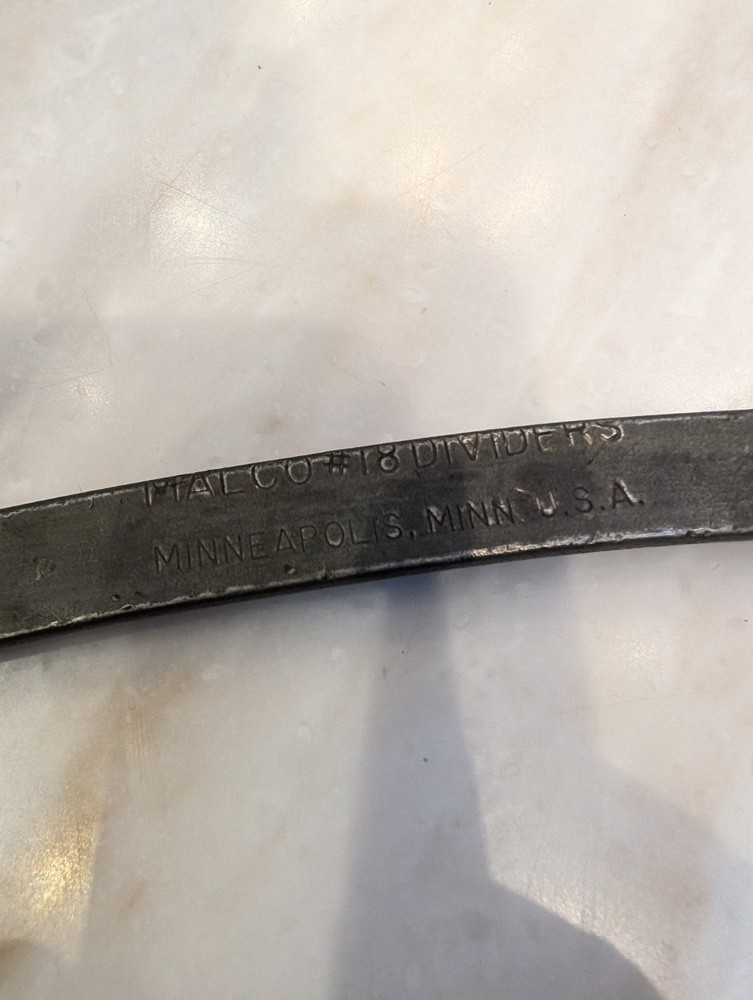 MALCO #18 DIVIDERS
MINNEAPOLIS, MINN. U.S.A.